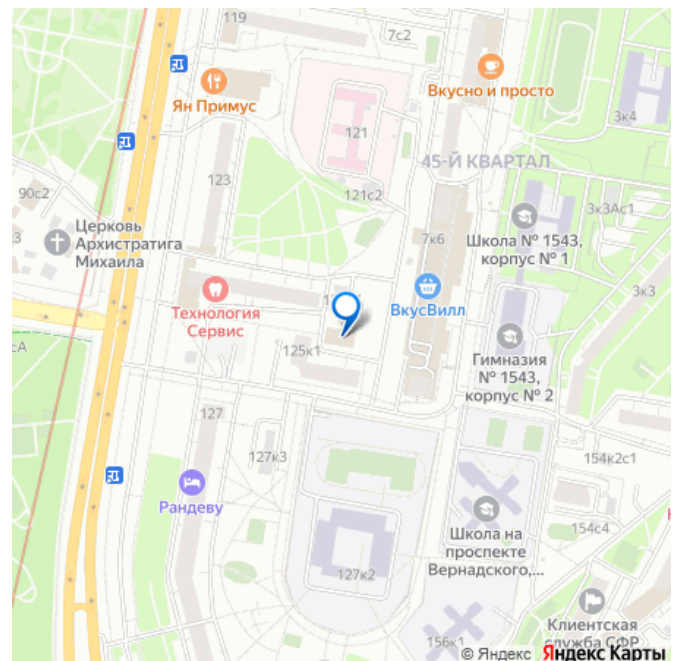 119
7с2
Вкусно и просто
Ян Примус
3к4
121
45-Й КВАРТАЛ
123
90с2
121с2
3к3Ас1
Церковь
Архистратига
Михаила
3
7к6
Школа № 1543,
корпус № 1
3к3
Технология
Сервис
ВкусВилл
сА
125к1
Гимназия
№ 1543,
корпус № 2
127
127к3
154к2с1
Рандеву
Школа на
проспекте
Вернадского,...
154с4
127к2
156к1
Клиентская
служба СФР
© Яндекс Яндекс Карты